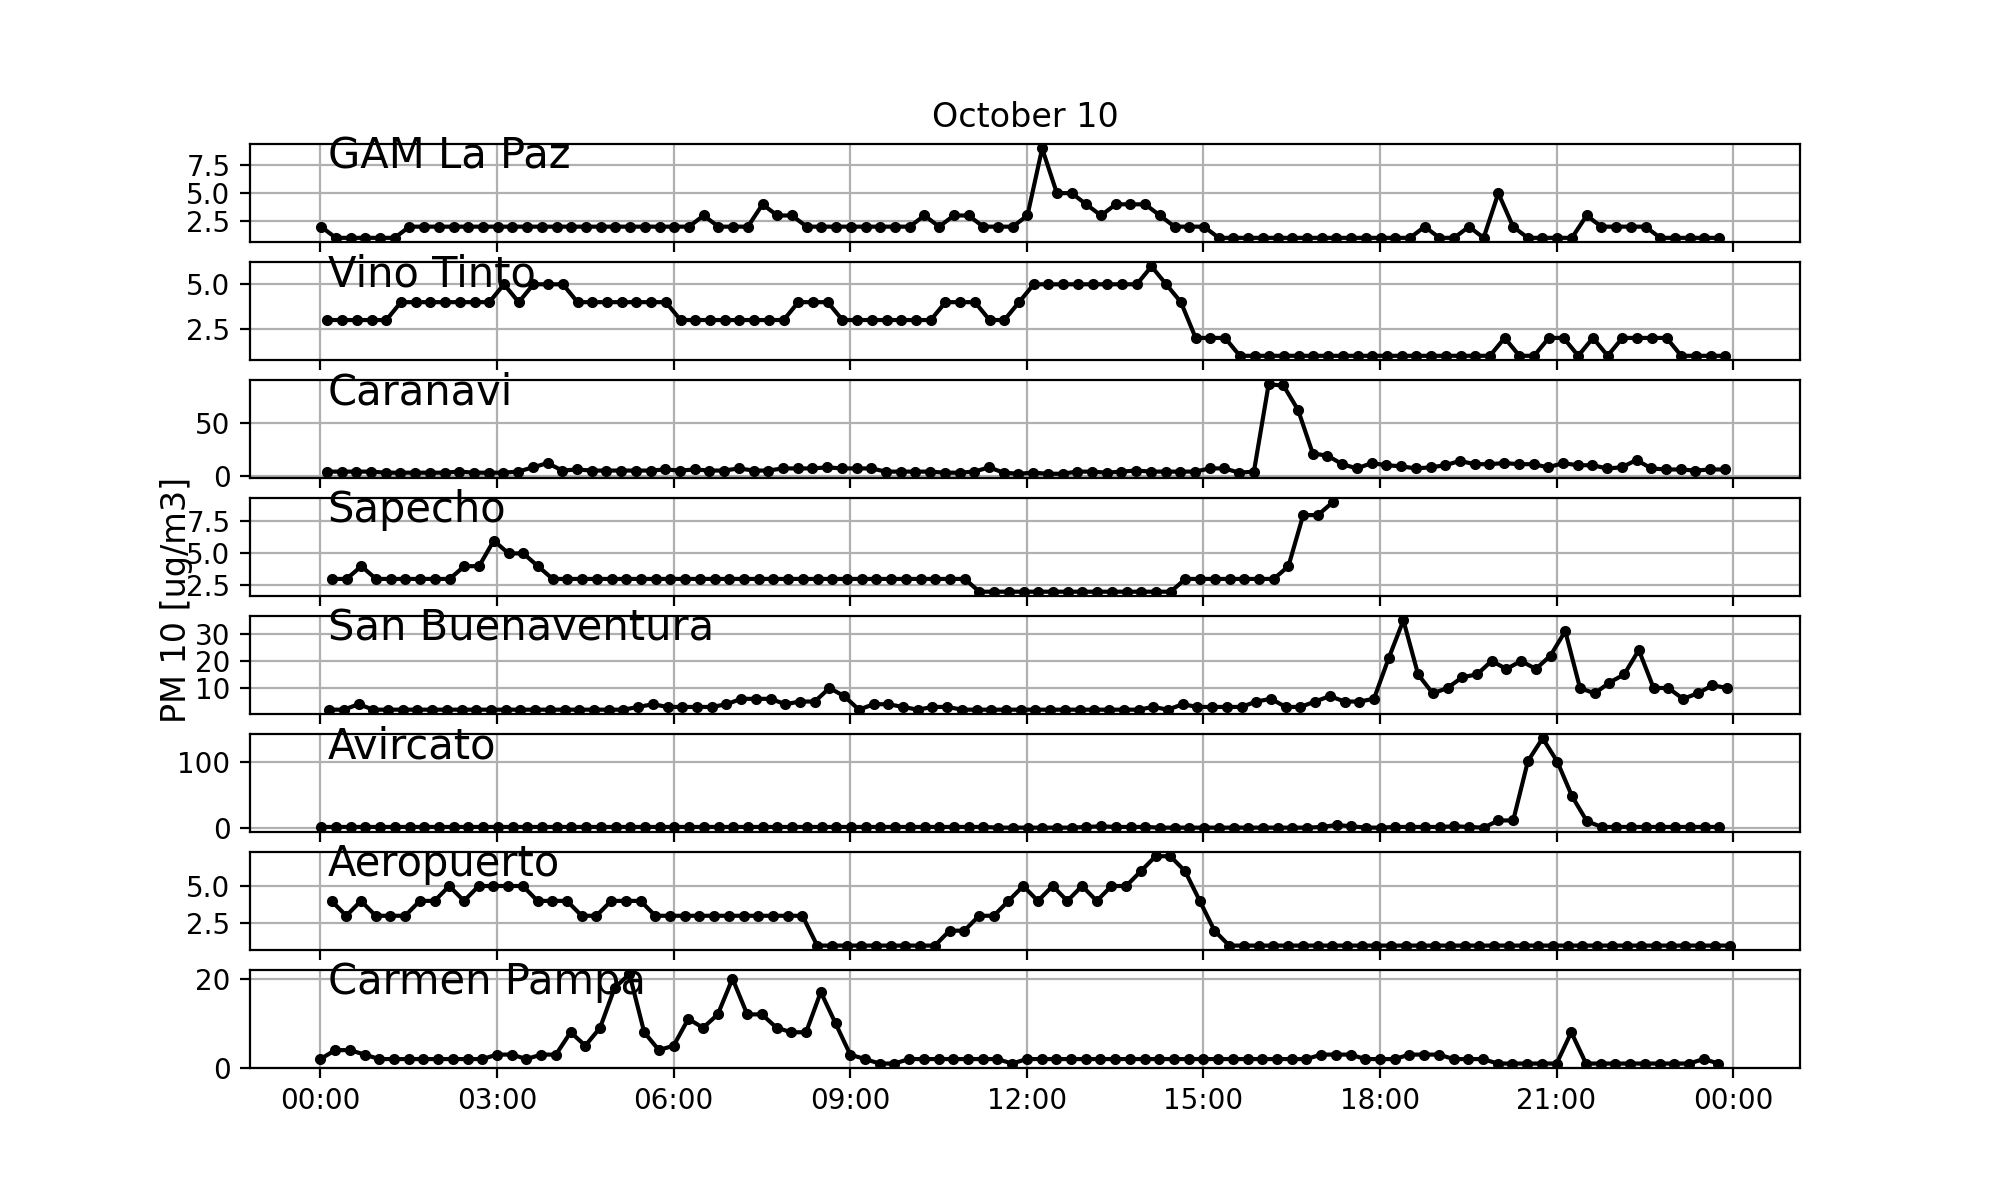 October 10
GAM La Paz
7.5
5.0
2.5
Vino Tinto
5.0
2.5
Caranavi
50
0
PM 10 [ug/m3]
Sapecho
7.5
5.0
2.5
San Buenaventura
30
20
10
Avircato
100
0
Aeropuerto
5.0
2.5
Carmen Pampa
20
0
00:00 03:00 06:00 09:00 12:00 15:00 18:00 21:00 00:00